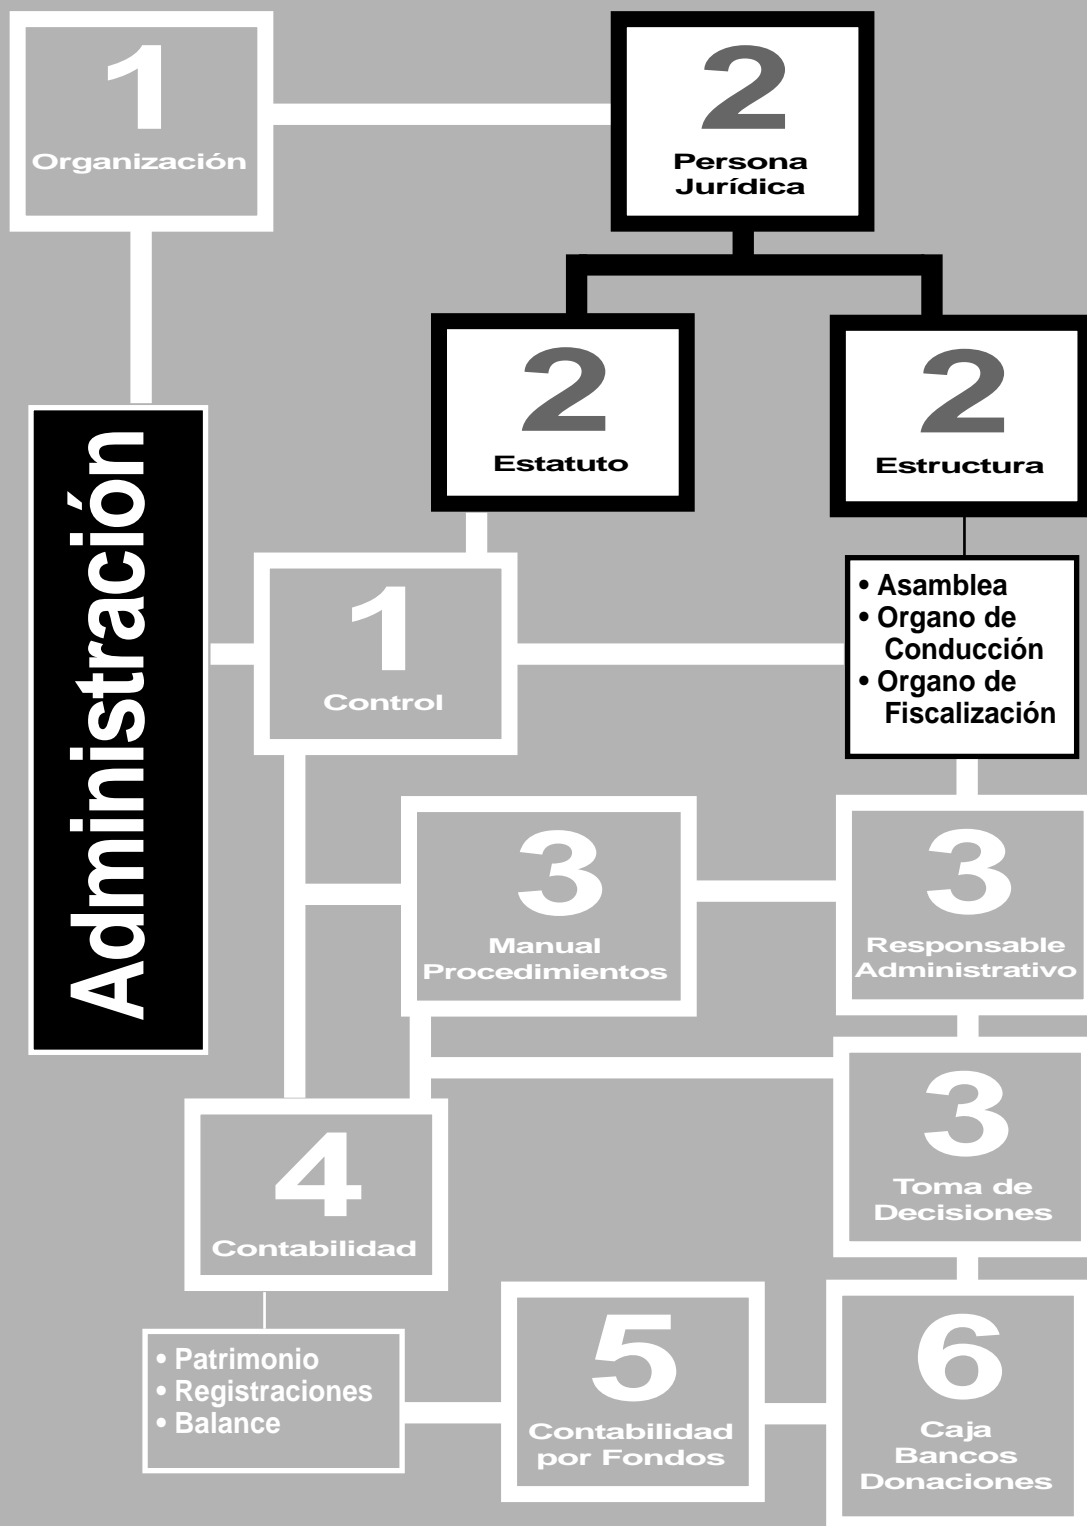 1
Organización
2
Persona
Jurídica
2
Estatuto
2
Estructura
Administración
1
Control
• Asamblea
• Organo de
Conducción
• Organo de
Fiscalización
3
Manual
Procedimientos
3
Responsable
Administrativo
3
Toma de
Decisiones
4
Contabilidad
• Patrimonio
• Registraciones
• Balance
5
Contabilidad
por Fondos
6
Caja
Bancos
Donaciones